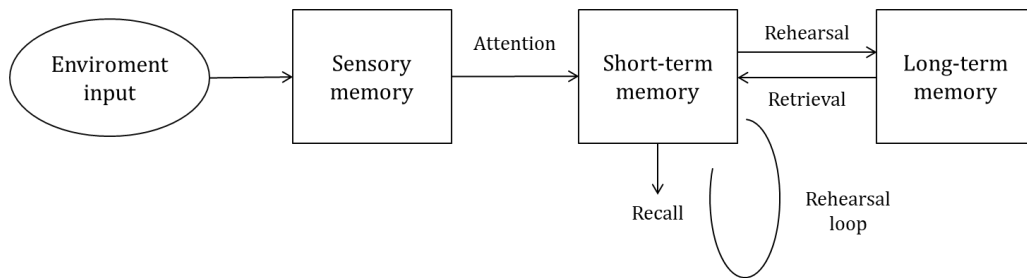 Enviroment
input
Sensory
memory
Attention
Short-term
memory
Rehearsal
Retrieval
Long-term
memory
Recall
Rehearsal
loop